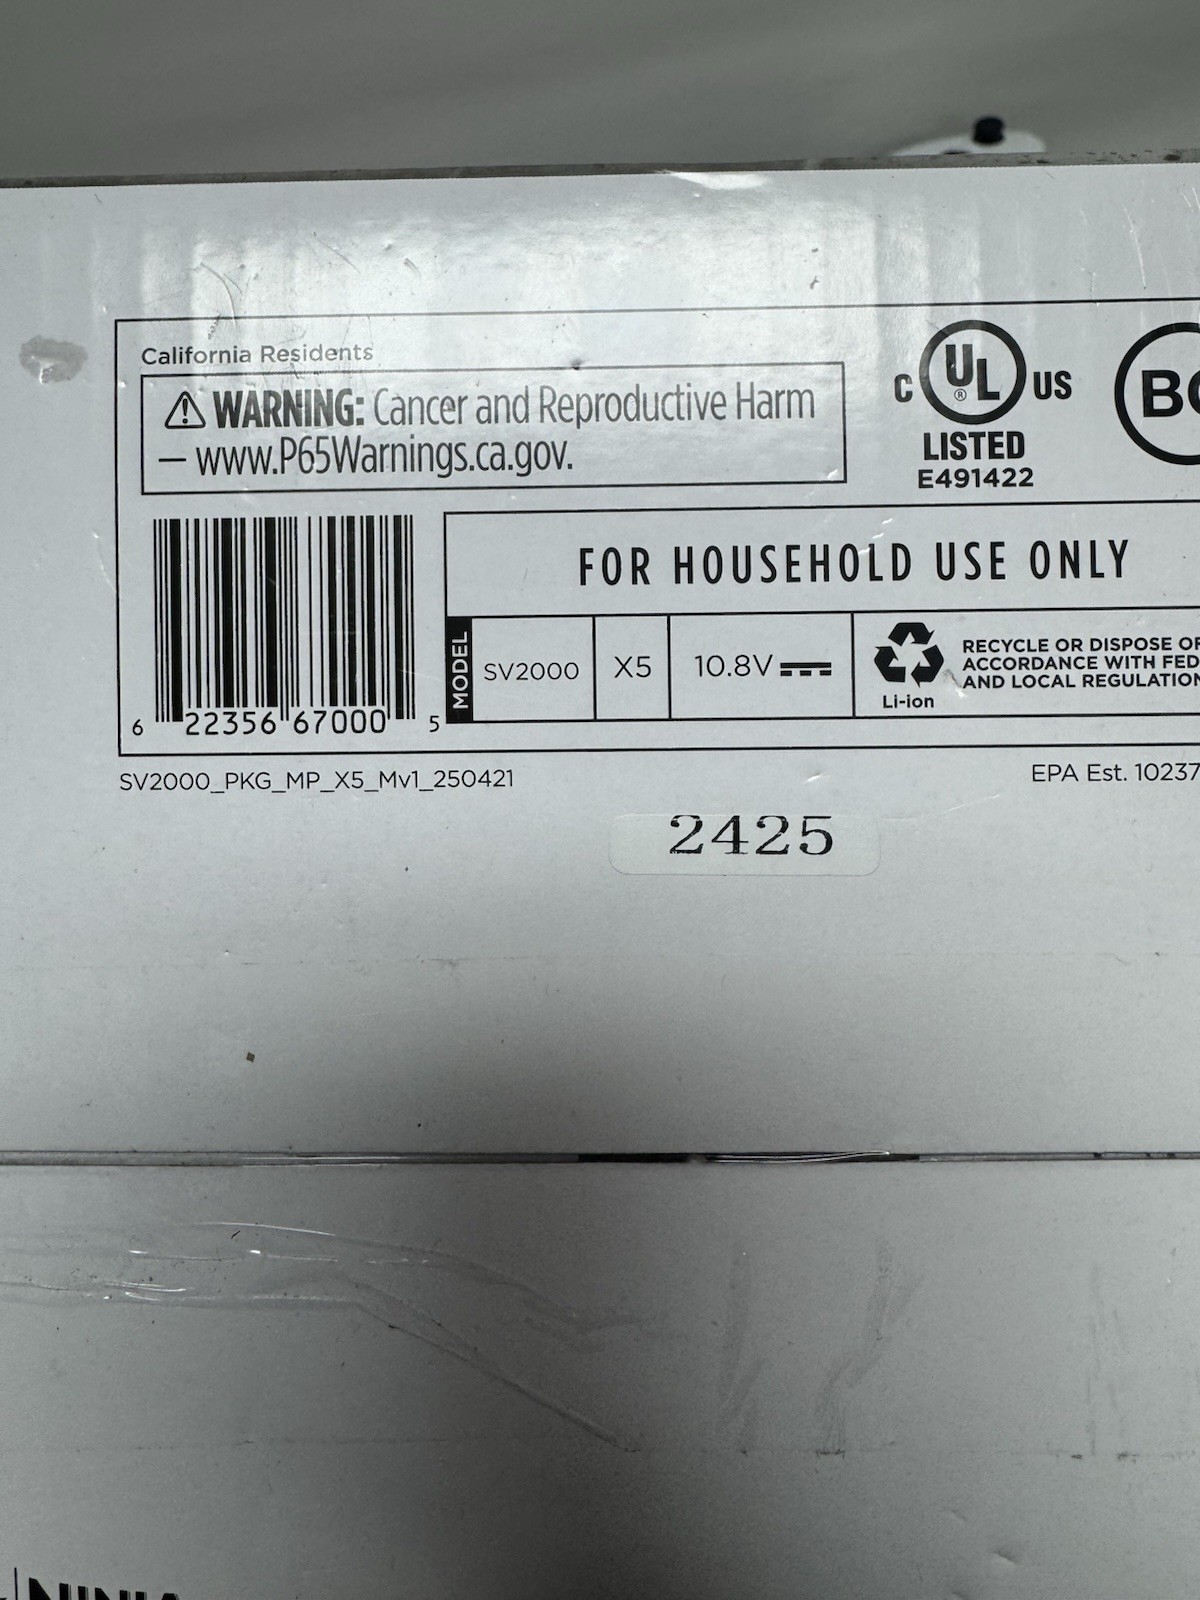 California Residents
⚠ WARNING: Cancer and Reproductive Harm
— www.P65Warnings.ca.gov.
C UL® US
LISTED
E491422
FOR HOUSEHOLD USE ONLY
MODEL SV2000 X5 10.8V
Li-ion
RECYCLE OR DISPOSE OF
ACCORDANCE WITH FED
AND LOCAL REGULATION
6 22356 67000 5
SV2000_PKG_MP_X5_Mv1_250421
EPA Est. 10237
2425
NINJA